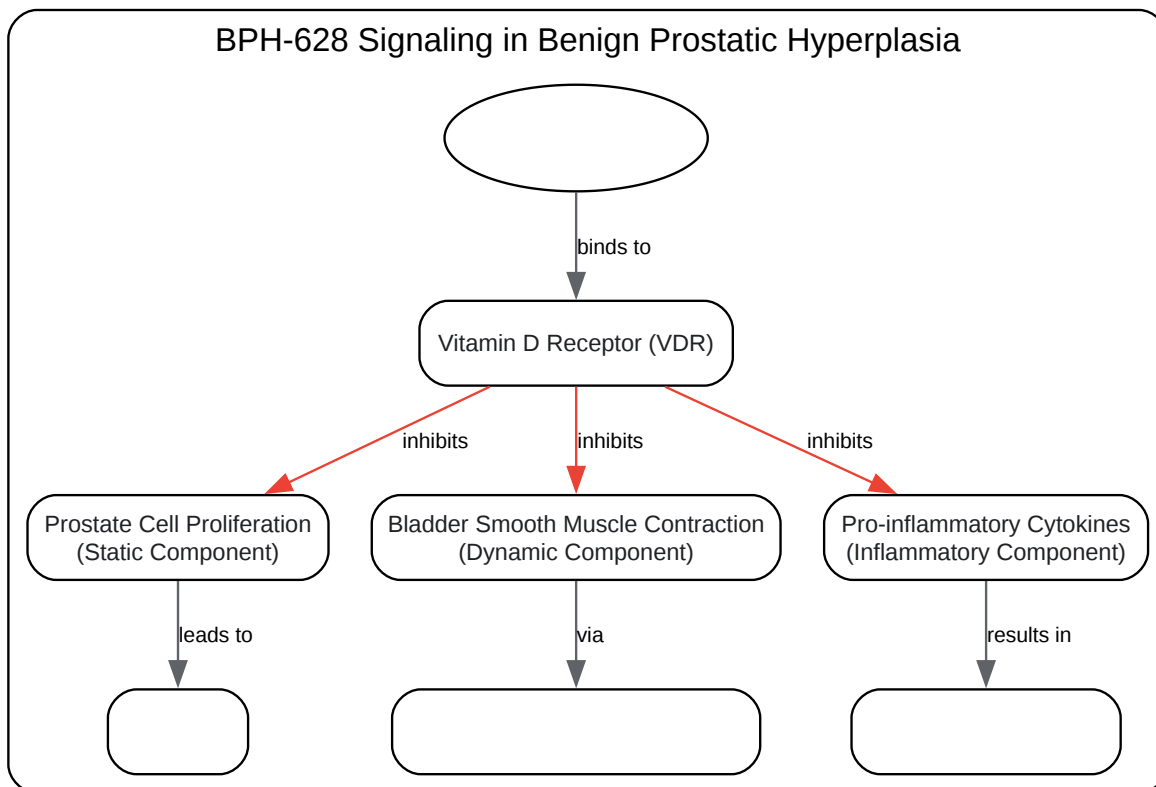 BPH-628 Signaling in Benign Prostatic Hyperplasia
binds to
Vitamin D Receptor (VDR)
inhibits
inhibits
inhibits
Prostate Cell Proliferation
(Static Component)
Bladder Smooth Muscle Contraction
(Dynamic Component)
Pro-inflammatory Cytokines
(Inflammatory Component)
leads to
via
results in